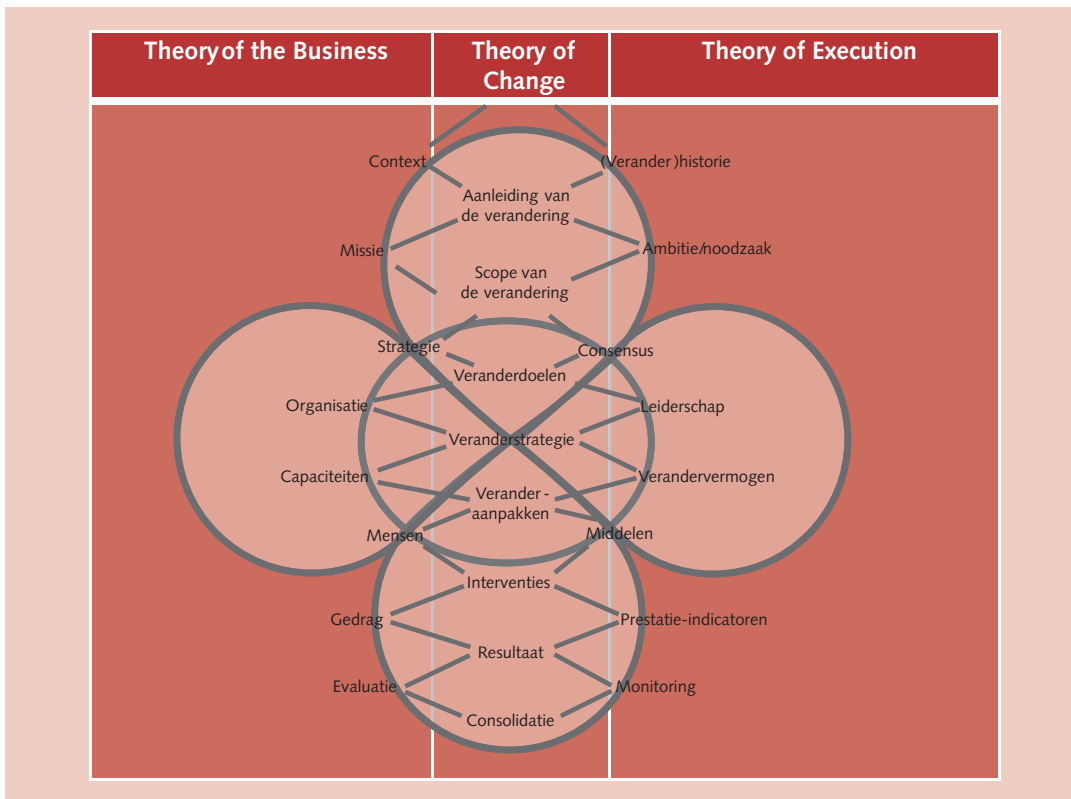 Theory of the Business
Theory of
Change
Theory of Execution
Context
(Verander)historie
Aanleiding van
de verandering
Missie
Ambitie/noodzaak
Scope van
de verandering
Strategie
Consensus
Veranderdoelen
Organisatie
Leiderschap
Veranderstrategie
Capaciteiten
Verandervermogen
Verander-
aanpakken
Mensen
Middelen
Interventies
Gedrag
Prestatie-indicatoren
Resultaat
Evaluatie
Monitoring
Consolidatie